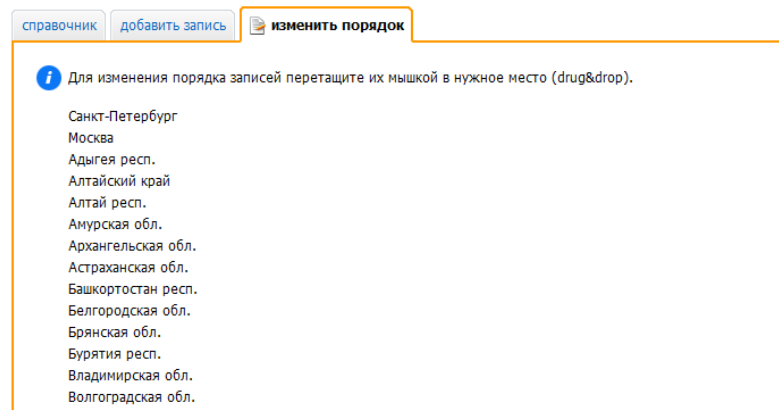 справочник добавить запись изменить порядок
Для изменения порядка записей перетащите их мышкой в нужное место (drug&drop).
Санкт-Петербург
Москва
Адыгея респ.
Алтайский край
Алтай респ.
Амурская обл.
Архангельская обл.
Астраханская обл.
Башкортостан респ.
Белгородская обл.
Брянская обл.
Бурятия респ.
Владимирская обл.
Волгоградская обл.